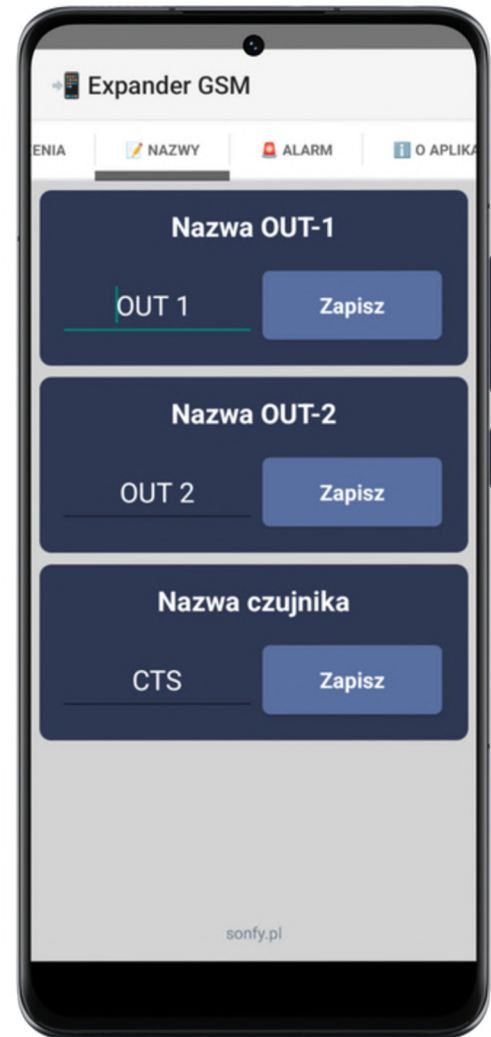 Expander GSM
ENIA NAZWY ALARM O APLIKA
Nazwa OUT-1
OUT 1 Zapisz
Nazwa OUT-2
OUT 2 Zapisz
Nazwa czujnika
CTS Zapisz
sonfy.pl